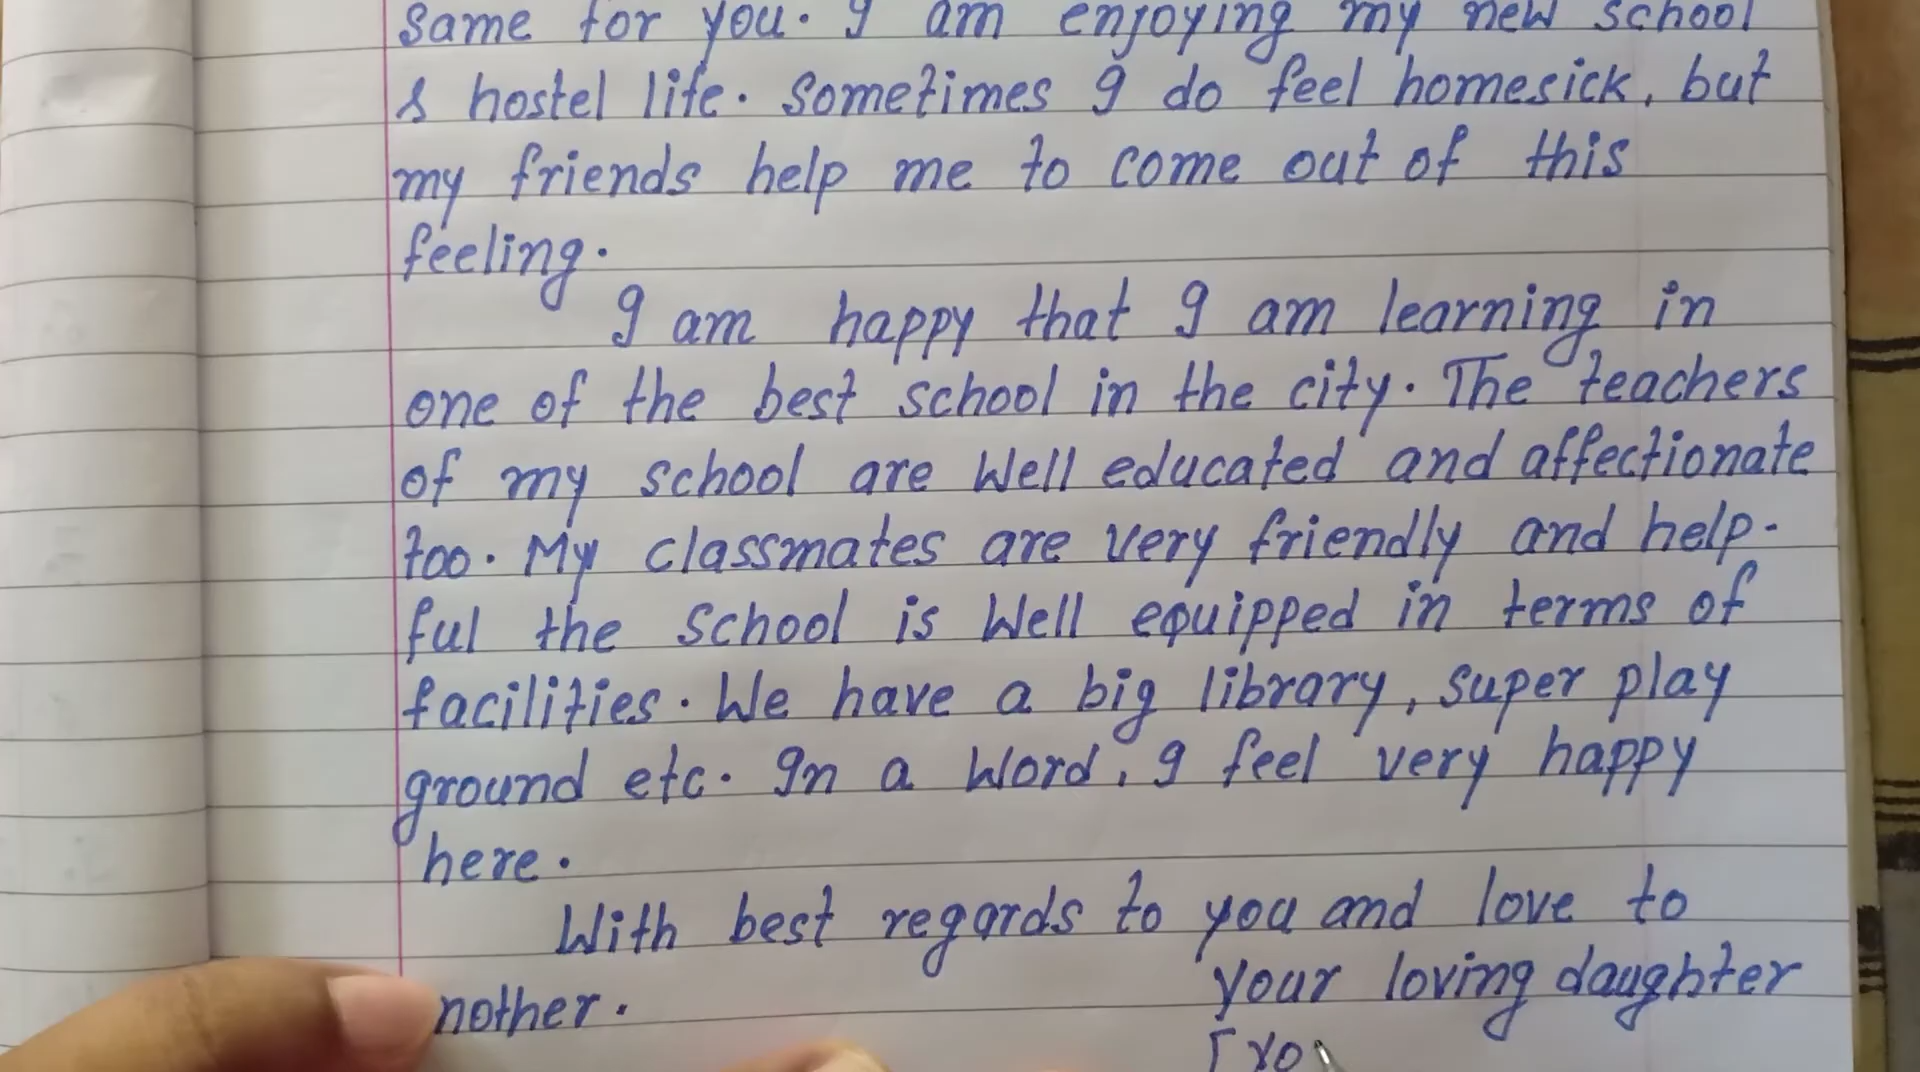 same for you. I am enjoying my new school
& hostel life. Sometimes I do feel homesick, but
my friends help me to come out of this
feeling.
I am happy that I am learning in
one of the best school in the city. The teachers
of my school are Well educated and affectionate
too. My classmates are very friendly and help-
ful the School is Well equipped in terms of
facilities. We have a big library, super play
ground etc. In a Word, I feel very happy
here.
With best regards to you and love to
nother.
your loving daughter
[Yo